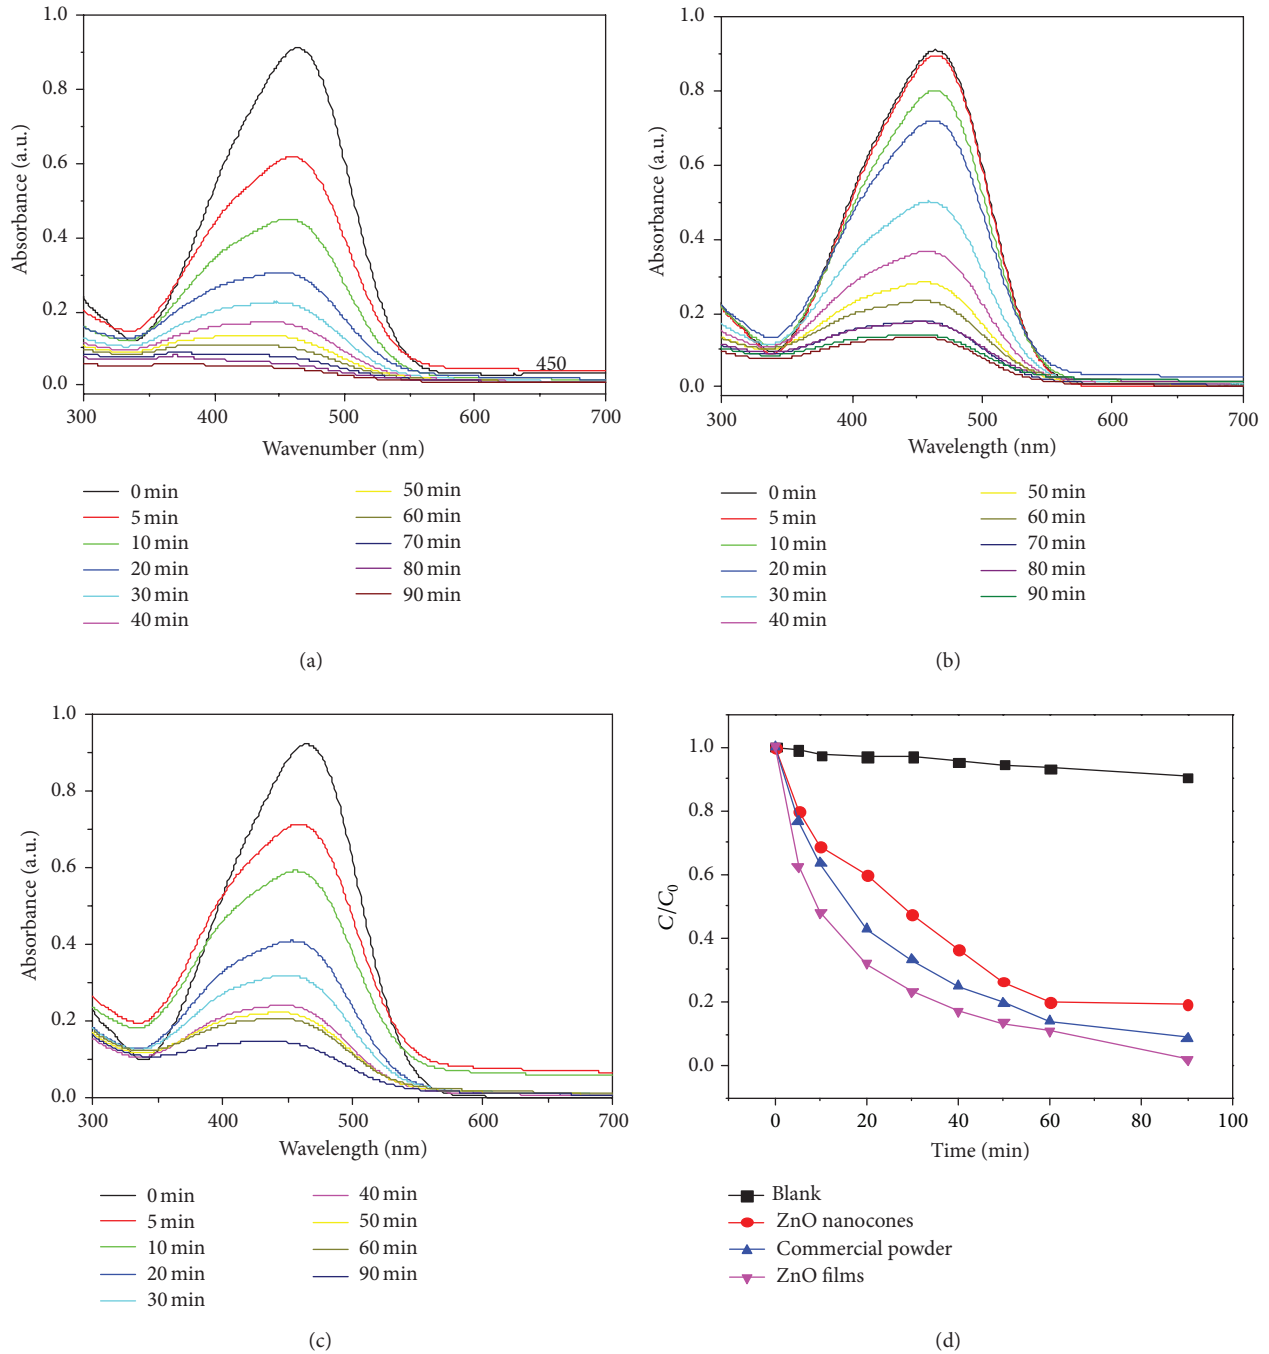 1.0
0.8
0.6
0.4
0.2
0.0
Absorbance (a.u.)
450
300 400 500 600 700
Wavenumber (nm)
0 min
5 min
10 min
20 min
30 min
40 min
50 min
60 min
70 min
80 min
90 min
(a)
1.0
0.8
0.6
0.4
0.2
0.0
Absorbance (a.u.)
300 400 500 600 700
Wavelength (nm)
0 min
5 min
10 min
20 min
30 min
40 min
50 min
60 min
70 min
80 min
90 min
(b)
1.0
0.8
0.6
0.4
0.2
0.0
Absorbance (a.u.)
300 400 500 600 700
Wavelength (nm)
0 min
5 min
10 min
20 min
30 min
40 min
50 min
60 min
90 min
(c)
1.0
0.8
0.6
0.4
0.2
0.0
C/C₀
0 20 40 60 80 100
Time (min)
Blank
ZnO nanocones
Commercial powder
ZnO films
(d)